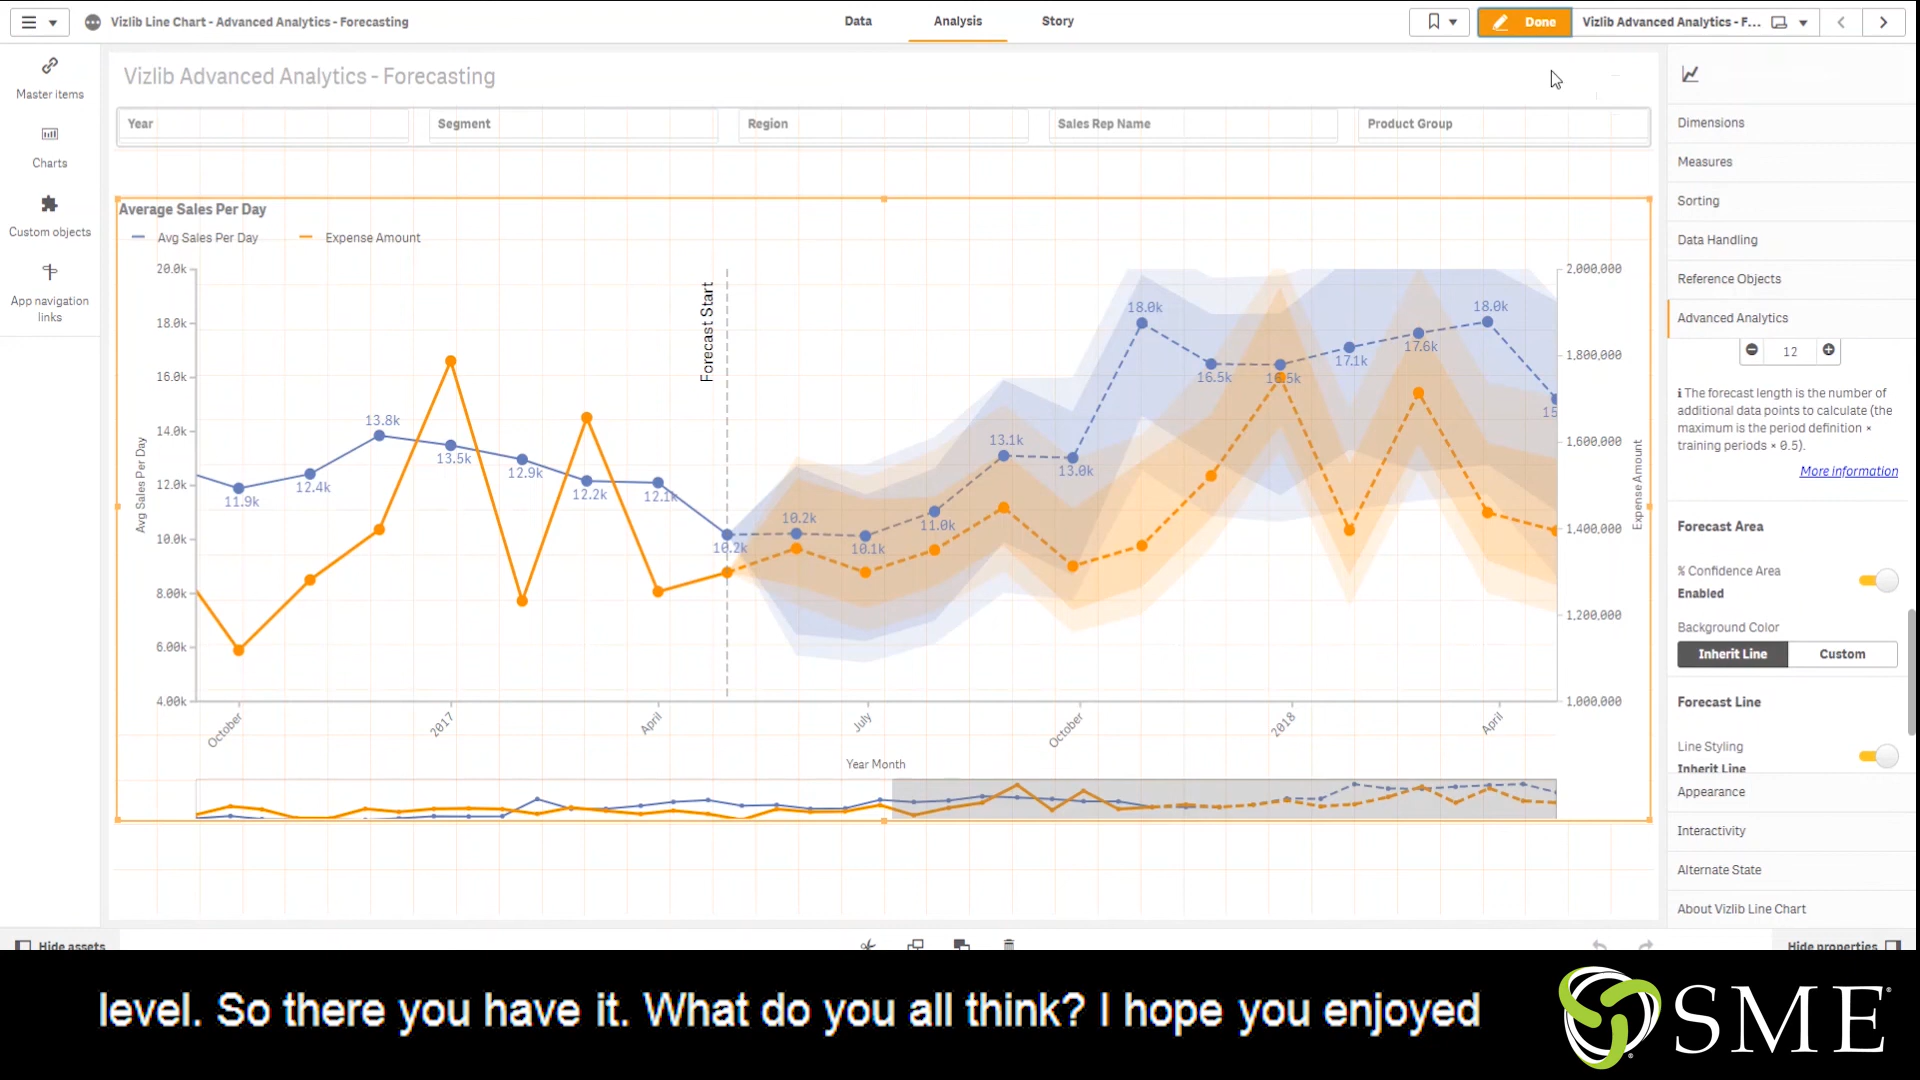 Vizlib Line Chart - Advanced Analytics - Forecasting
Data
Analysis
Story
Done
Vizlib Advanced Analytics - F...
Master items
Charts
Custom objects
App navigation
links
Vizlib Advanced Analytics - Forecasting
Year
Segment
Region
Sales Rep Name
Product Group
Average Sales Per Day
Avg Sales Per Day
Expense Amount
20.0k
18.0k
16.0k
14.0k
12.0k
10.0k
8.00k
6.00k
4.00k
Avg Sales Per Day
Forecast Start
11.9k
12.4k
13.8k
13.5k
12.9k
12.2k
12.1k
10.2k
10.2k
10.1k
11.0k
13.1k
13.0k
18.0k
16.5k
16.5k
17.1k
17.6k
18.0k
15
2,000,000
1,800,000
1,600,000
1,400,000
1,200,000
1,000,000
Expense Amount
October
2017
April
July
October
2018
April
Year Month
Dimensions
Measures
Sorting
Data Handling
Reference Objects
Advanced Analytics
12
i The forecast length is the number of
additional data points to calculate (the
maximum is the period definition *
training periods * 0.5).
More information
Forecast Area
% Confidence Area
Enabled
Background Color
Inherit Line
Custom
Forecast Line
Line Styling
Inherit Line
Appearance
Interactivity
Alternate State
About Vizlib Line Chart
Hide assets
Hide properties
level. So there you have it. What do you all think? I hope you enjoyed
SME